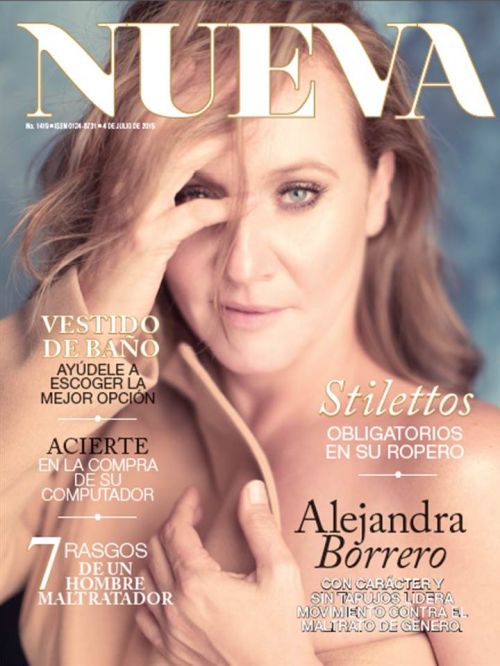 NUEVA
No. 1415 • ISSN 0124-0731 • 4 DE JULIO DE 2015
VESTIDO
DE BAÑO
AYÚDELE A
ESCOGER LA
MEJOR OPCIÓN
ACIERTE
EN LA COMPRA
DE SU
COMPUTADOR
7 RASGOS
DE UN
HOMBRE
MALTRATADOR
Stilettos
OBLIGATORIOS
EN SU ROPERO
Alejandra
Borrero
CON CARÁCTER Y
SIN TAPUJOS LIDERA
MOVIMIENTO CONTRA EL
MALTRATO DE GÉNERO.